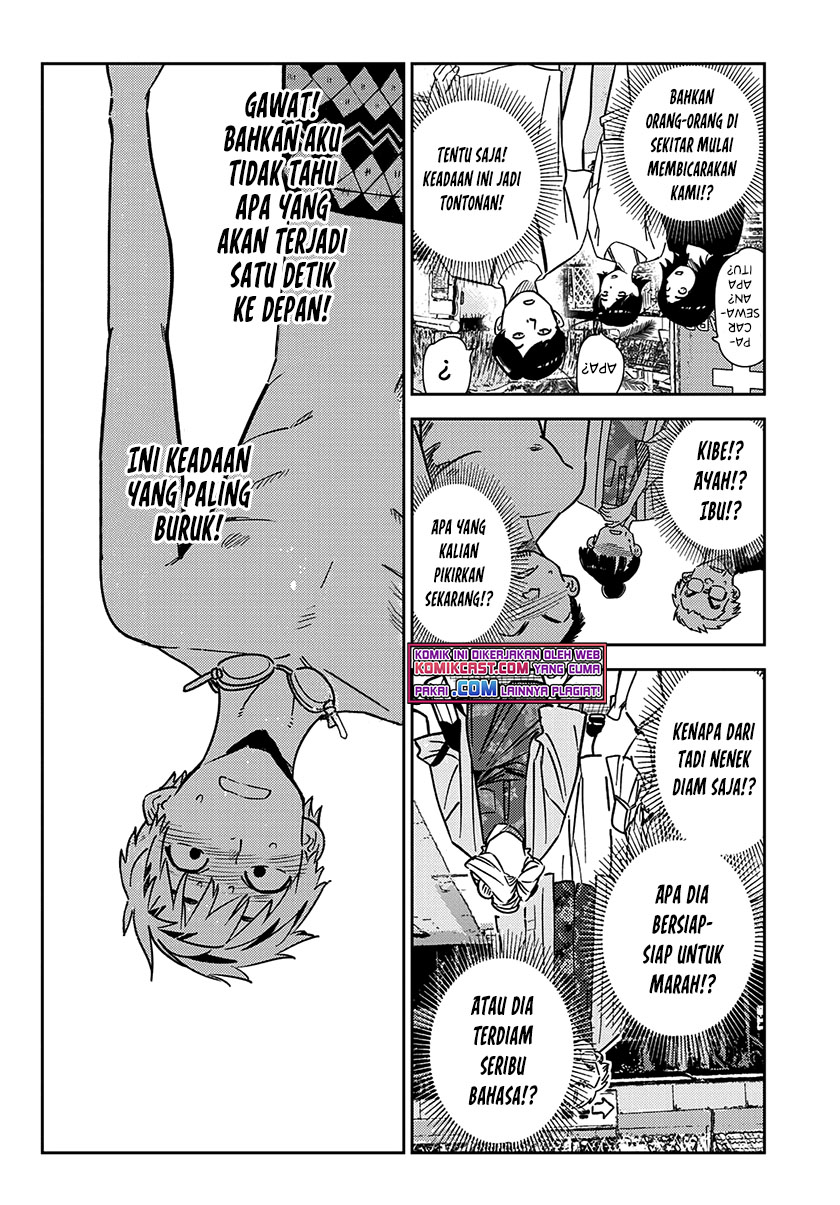 BAHKAN
ORANG-ORANG DI
SEKITAR MULAI
MEMBICARAKAN
KAMI!?
TENTU SAJA!
KEADAAN INI JADI
TONTONAN!
PA-
CAR
SEWA-
AN?
APA
ITU?
APA?
?
KIBE!?
AYAH!?
IBU!?
APA YANG
KALIAN
PIKIRKAN
SEKARANG!?
KOMIK INI DIKERJAKAN OLEH WEB
KOMIKCAST.COM YANG CUMA
PAKAI .COM LAINNYA PLAGIAT!
KENAPA DARI
TADI NENEK
DIAM SAJA!?
APA DIA
BERSIAP-
SIAP UNTUK
MARAH!?
ATAU DIA
TERDIAM
SERIBU
BAHASA!?
GAWAT!
BAHKAN AKU
TIDAK TAHU
APA YANG
AKAN TERJADI
SATU DETIK
KE DEPAN!
INI KEADAAN
YANG PALING
BURUK!